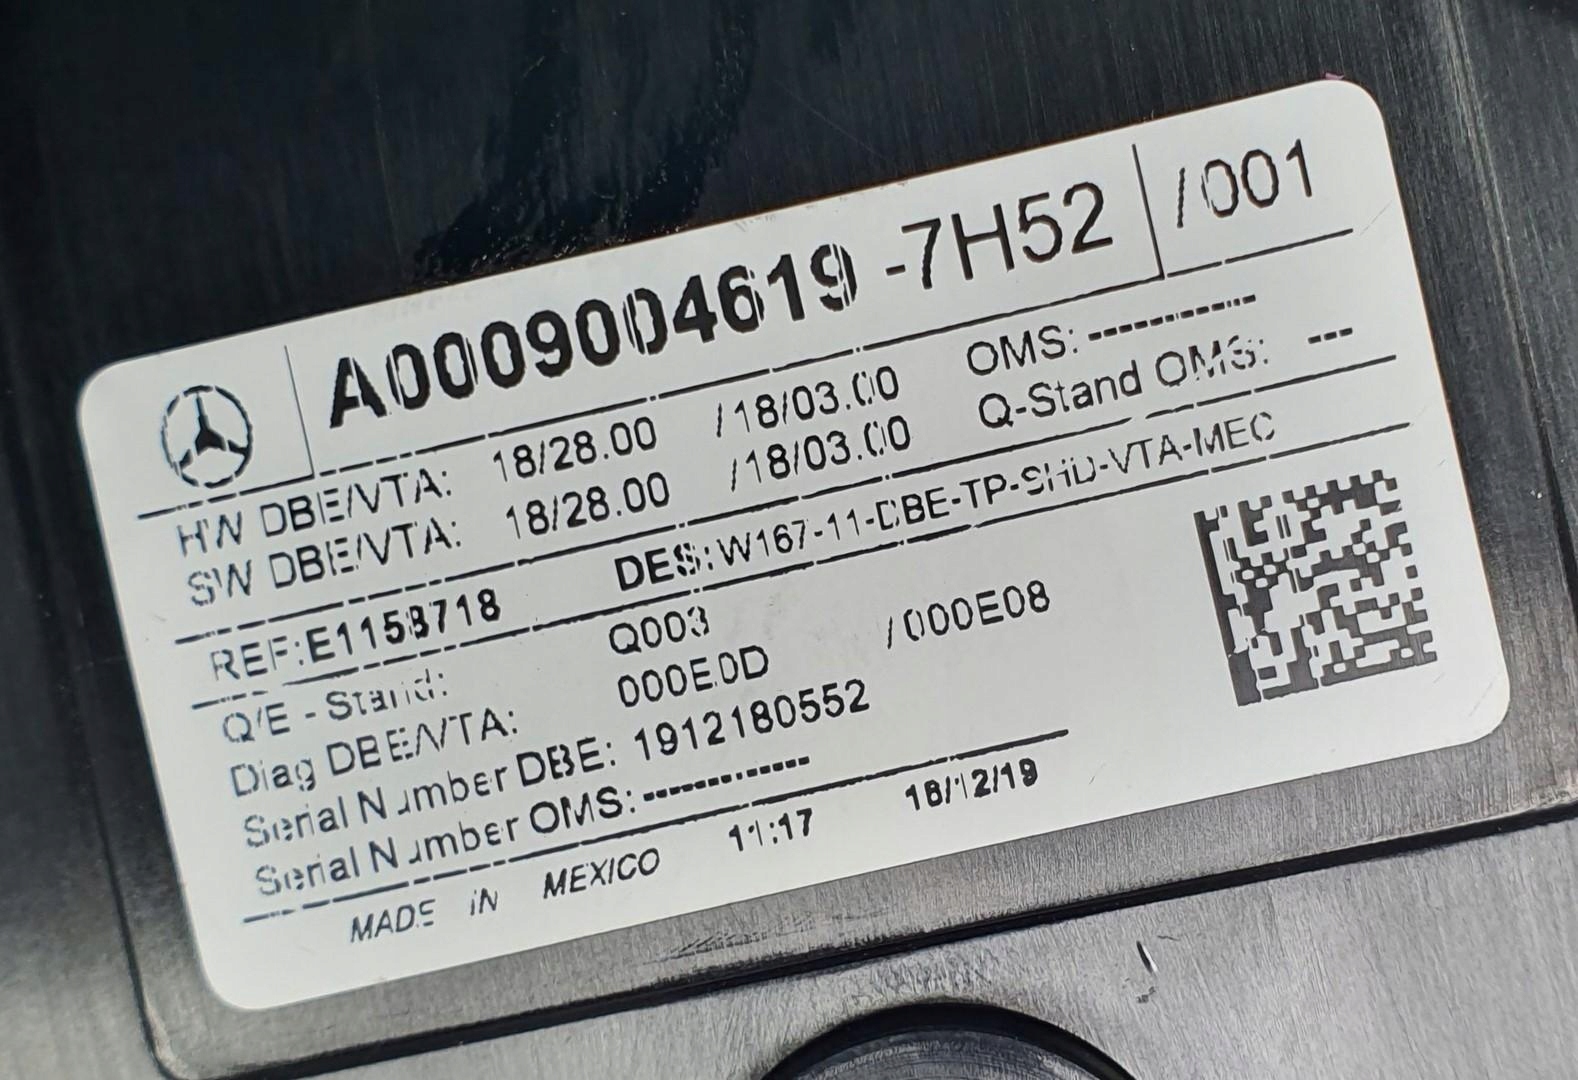 A0009004619 -7H52 /001
HW DBE/VTA: 18/28.00 /18/03.00 OMS: ------------
SW DBE/VTA: 18/28.00 /18/03.00 Q-Stand OMS: ---
REF:E1158718 DES:W167-11-DBE-TP-SHD-VTA-MEC
Q/E - Stand: Q003
Diag DBE/VTA: 000E0D /000E08
Serial Number DBE: 1912180552
Serial Number OMS: ------------
MADE iN MEXICO 11:17 18/12/19